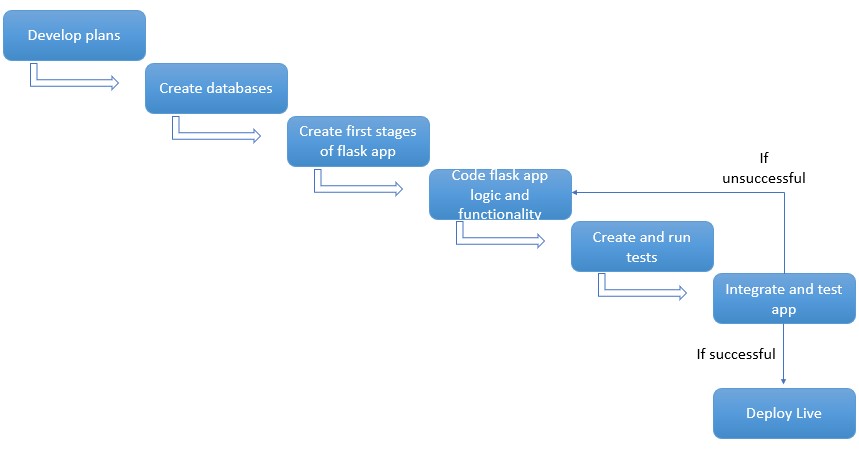 Develop plans
Create databases
Create first stages
of flask app
Code flask app
logic and
functionality
If
unsuccessful
Create and run
tests
Integrate and test
app
If successful
Deploy Live